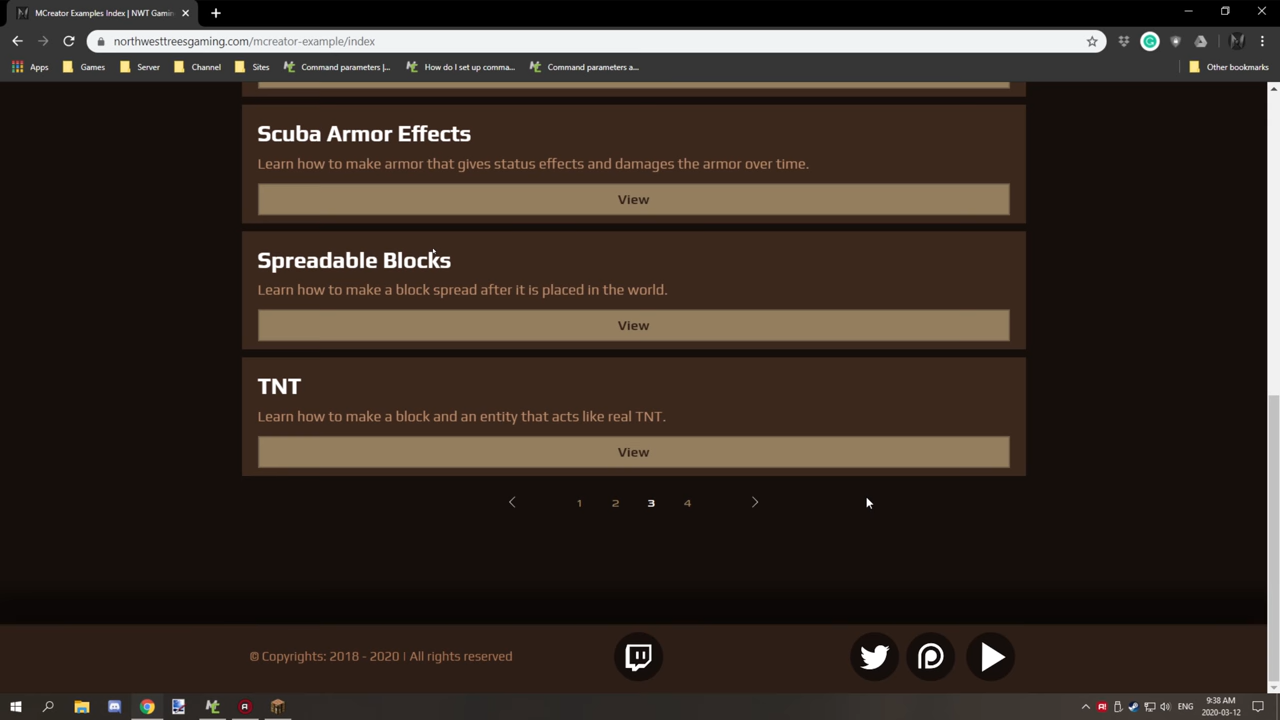 MCreator Examples Index | NWT Gamin
northwesttreesgaming.com/mcreator-example/index
Apps Games Server Channel Sites Command parameters |... How do I set up comma... Command parameters a... Other bookmarks
Scuba Armor Effects
Learn how to make armor that gives status effects and damages the armor over time.
View
Spreadable Blocks
Learn how to make a block spread after it is placed in the world.
View
TNT
Learn how to make a block and an entity that acts like real TNT.
View
1 2 3 4
© Copyrights: 2018 - 2020 | All rights reserved
ENG
9:38 AM
2020-03-12